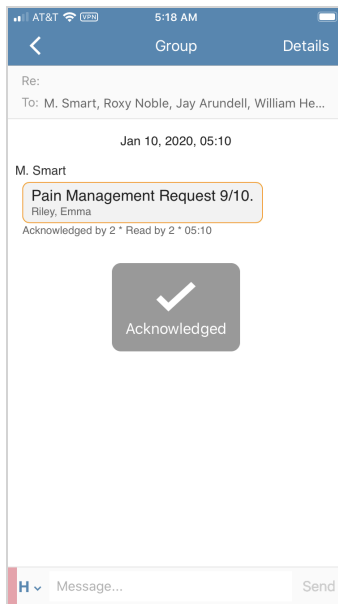 AT&T VPN 5:18 AM
Group Details
Re:
To: M. Smart, Roxy Noble, Jay Arundell, William He...
Jan 10, 2020, 05:10
M. Smart
Pain Management Request 9/10.
Riley, Emma
Acknowledged by 2 * Read by 2 * 05:10
Acknowledged
H Message... Send